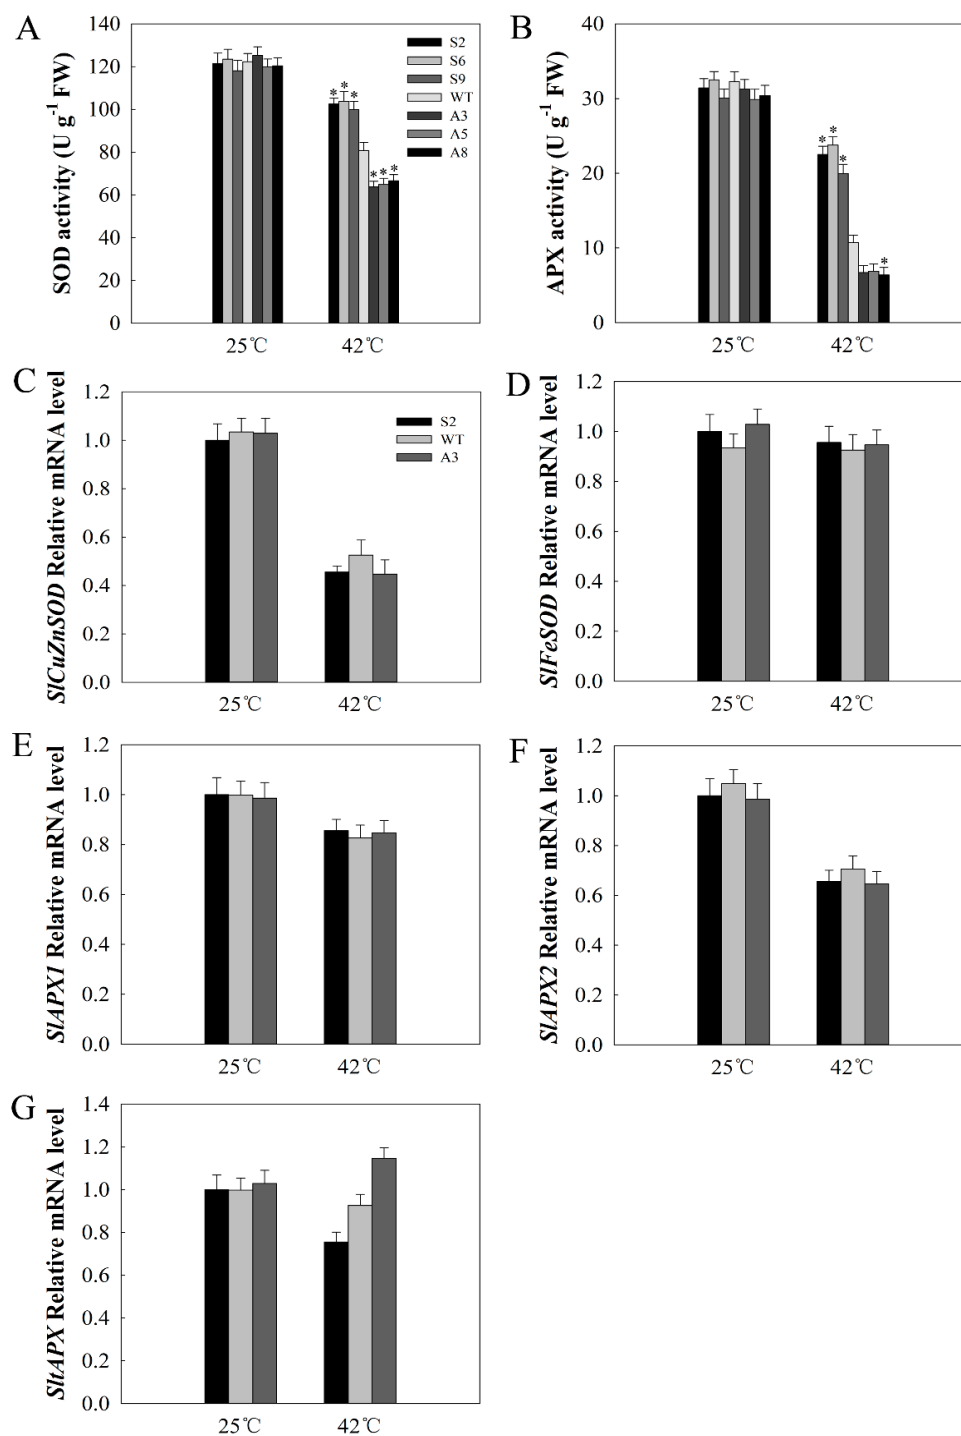 A
SOD activity (U g⁻¹ FW)
140
120
100
80
60
40
20
0
S2
S6
S9
WT
A3
A5
A8
* * *
* * *
25℃ 42℃
B
APX activity (U g⁻¹ FW)
40
30
20
10
0
* * *
*
25℃ 42℃
C
SlCuZnSOD Relative mRNA level
1.2
1.0
0.8
0.6
0.4
0.2
0.0
S2
WT
A3
25℃ 42℃
D
SlFeSOD Relative mRNA level
1.2
1.0
0.8
0.6
0.4
0.2
0.0
25℃ 42℃
E
SlAPX1 Relative mRNA level
1.2
1.0
0.8
0.6
0.4
0.2
0.0
25℃ 42℃
F
SlAPX2 Relative mRNA level
1.2
1.0
0.8
0.6
0.4
0.2
0.0
25℃ 42℃
G
SltAPX Relative mRNA level
1.4
1.2
1.0
0.8
0.6
0.4
0.2
0.0
25℃ 42℃